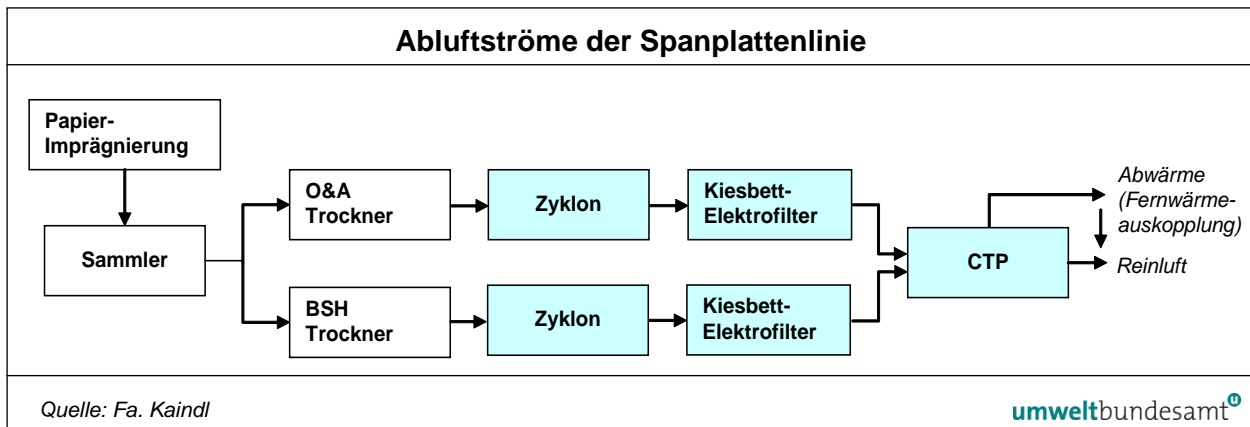 Abluftströme der Spanplattenlinie
Papier-
Imprägnierung
Sammler
O&A
Trockner
Zyklon
Kiesbett-
Elektrofilter
BSH
Trockner
Zyklon
Kiesbett-
Elektrofilter
CTP
Abwärme
(Fernwärme-
auskopplung)
Reinluft
Quelle: Fa. Kaindl
umweltbundesamt
u